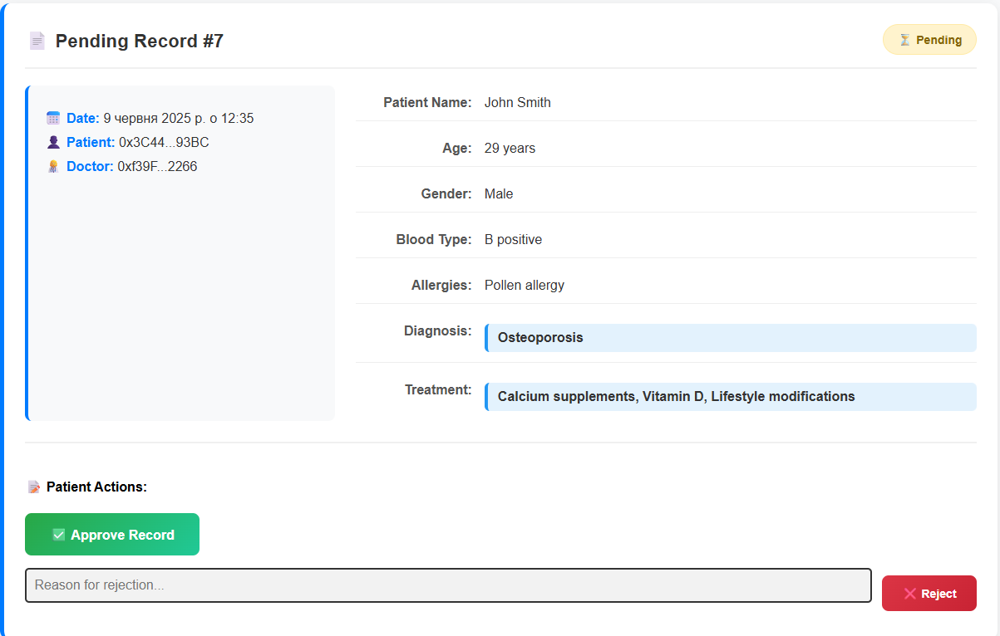 Pending Record #7
Pending
Date: 9 червня 2025 р. о 12:35
Patient: 0x3C44...93BC
Doctor: 0xf39F...2266
Patient Name: John Smith
Age: 29 years
Gender: Male
Blood Type: B positive
Allergies: Pollen allergy
Diagnosis: Osteoporosis
Treatment: Calcium supplements, Vitamin D, Lifestyle modifications
Patient Actions:
Approve Record
Reason for rejection...
Reject